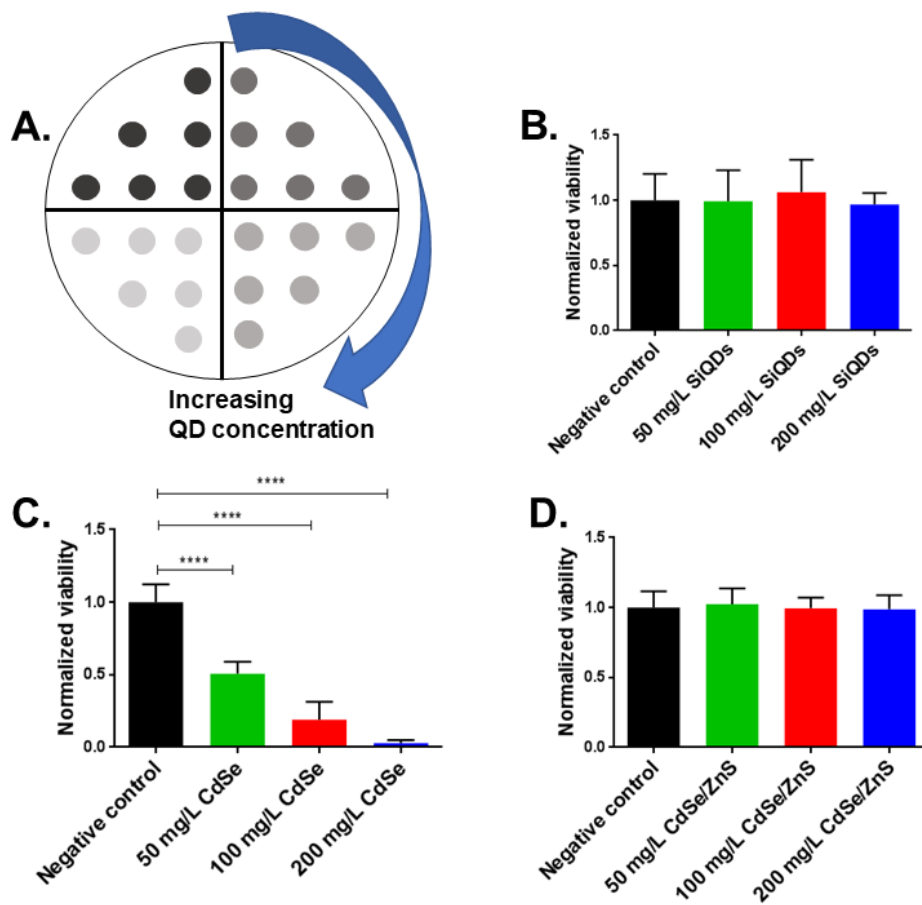 A.
Increasing
QD concentration
B.
Normalized viability
1.5
1.0
0.5
0.0
Negative control
50 mg/L SiQDs
100 mg/L SiQDs
200 mg/L SiQDs
C.
****
****
****
Normalized viability
1.5
1.0
0.5
0.0
Negative control
50 mg/L CdSe
100 mg/L CdSe
200 mg/L CdSe
D.
Normalized viability
1.5
1.0
0.5
0.0
Negative control
50 mg/L CdSe/ZnS
100 mg/L CdSe/ZnS
200 mg/L CdSe/ZnS